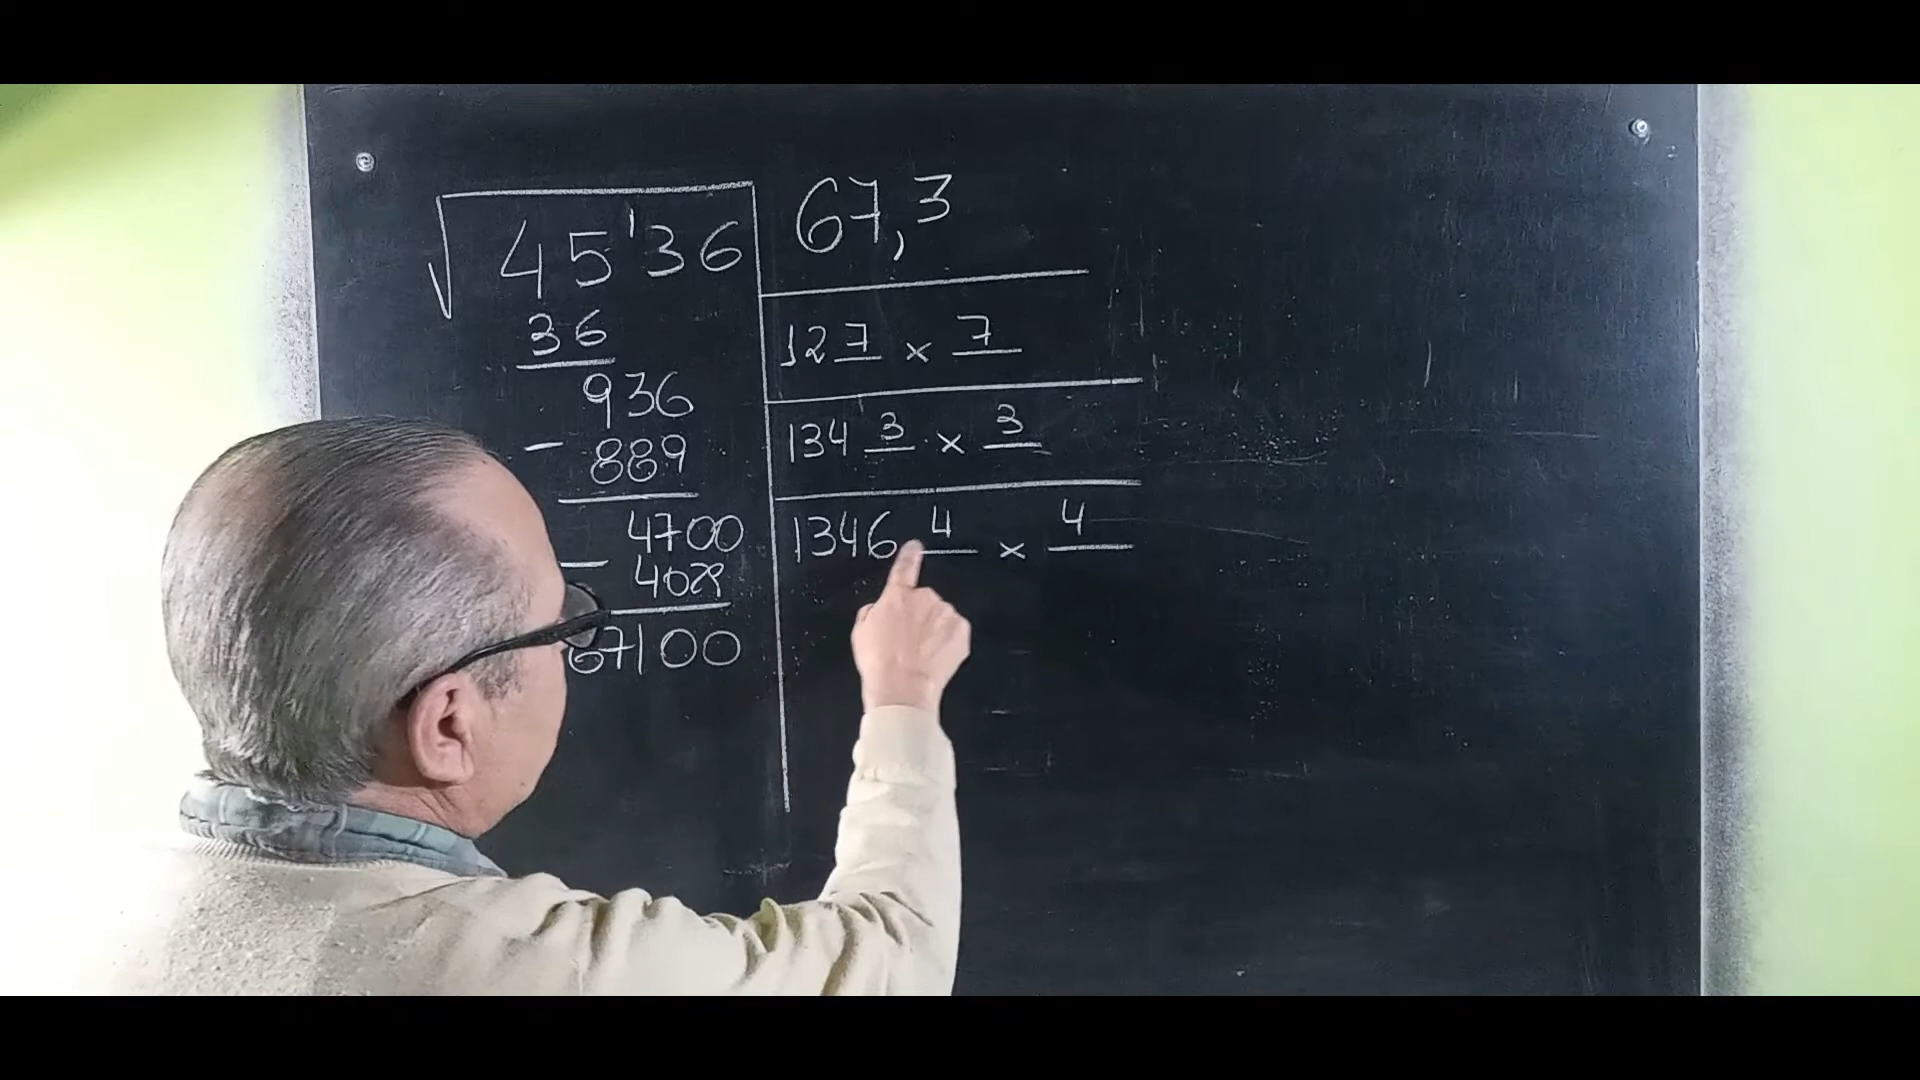 √45'36 67,3
36
127 × 7
936
134 3 × 3
- 889
1346 4 × 4
4700
- 4029
67100